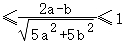 ≤ (2a-b)/√(5a²+5b²) ≤1